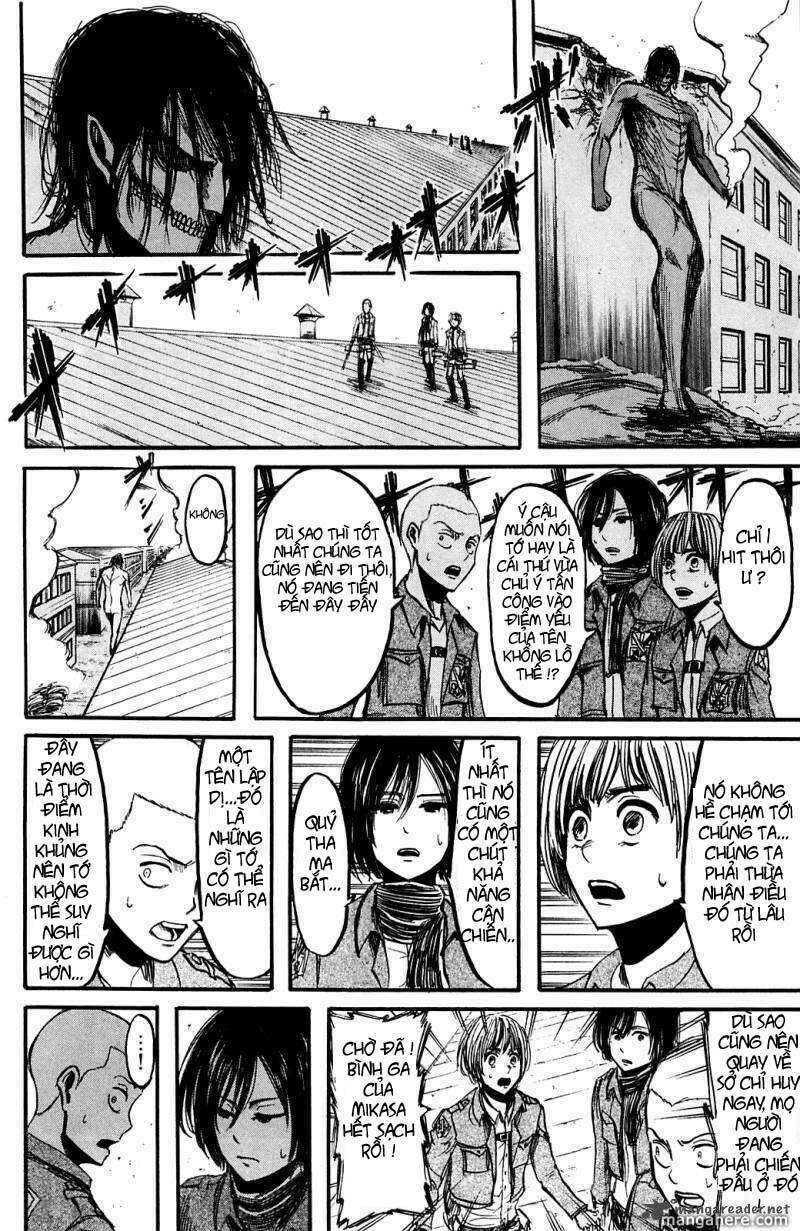 CHỈ 1
HIT THÔI
Ư ?
Ý CẬU
MUỐN NÓI
TỚ HAY LÀ
CÁI THỨ VỪA
CHỦ Ý TẤN
CÔNG VÀO
ĐIỂM YẾU
CỦA TÊN
KHỔNG LỒ
THẾ !?
DÙ SAO THÌ TỐT
NHẤT CHÚNG TA
CŨNG NÊN ĐI THÔI,
NÓ ĐANG TIẾN
ĐẾN ĐÂY ĐẤY
KHÔNG
NÓ KHÔNG
HỀ CHẠM TỚI
CHÚNG TA...
CHÚNG TA
PHẢI THỪA
NHẬN ĐIỀU
ĐÓ TỪ LÂU
RỒI
ÍT
NHẤT THÌ NÓ
CŨNG
CÓ MỘT
CHÚT
KHẢ
NĂNG
CẬN
CHIẾN..
QUỶ
THA
MA
BẮT...
MỘT
TÊN LẬP
DỊ...ĐÓ
LÀ
NHỮNG
GÌ TỚ
CÓ THỂ
NGHĨ RA
ĐÂY
ĐANG
LÀ THỜI
ĐIỂM
KINH
KHỦNG
NÊN TỚ
KHÔNG
THỂ SUY
NGHĨ
ĐƯỢC GÌ
HƠN...
DÙ SAO
CŨNG NÊN
QUAY VỀ
SỞ CHỈ HUY
NGAY, MỌI
NGƯỜI
ĐANG
PHẢI CHIẾN
ĐẤU Ở ĐÓ
CHỜ ĐÃ !
BÌNH GA
CỦA
MIKASA
HẾT SẠCH
RỒI !
...!
mangareader.net
mangahere.com